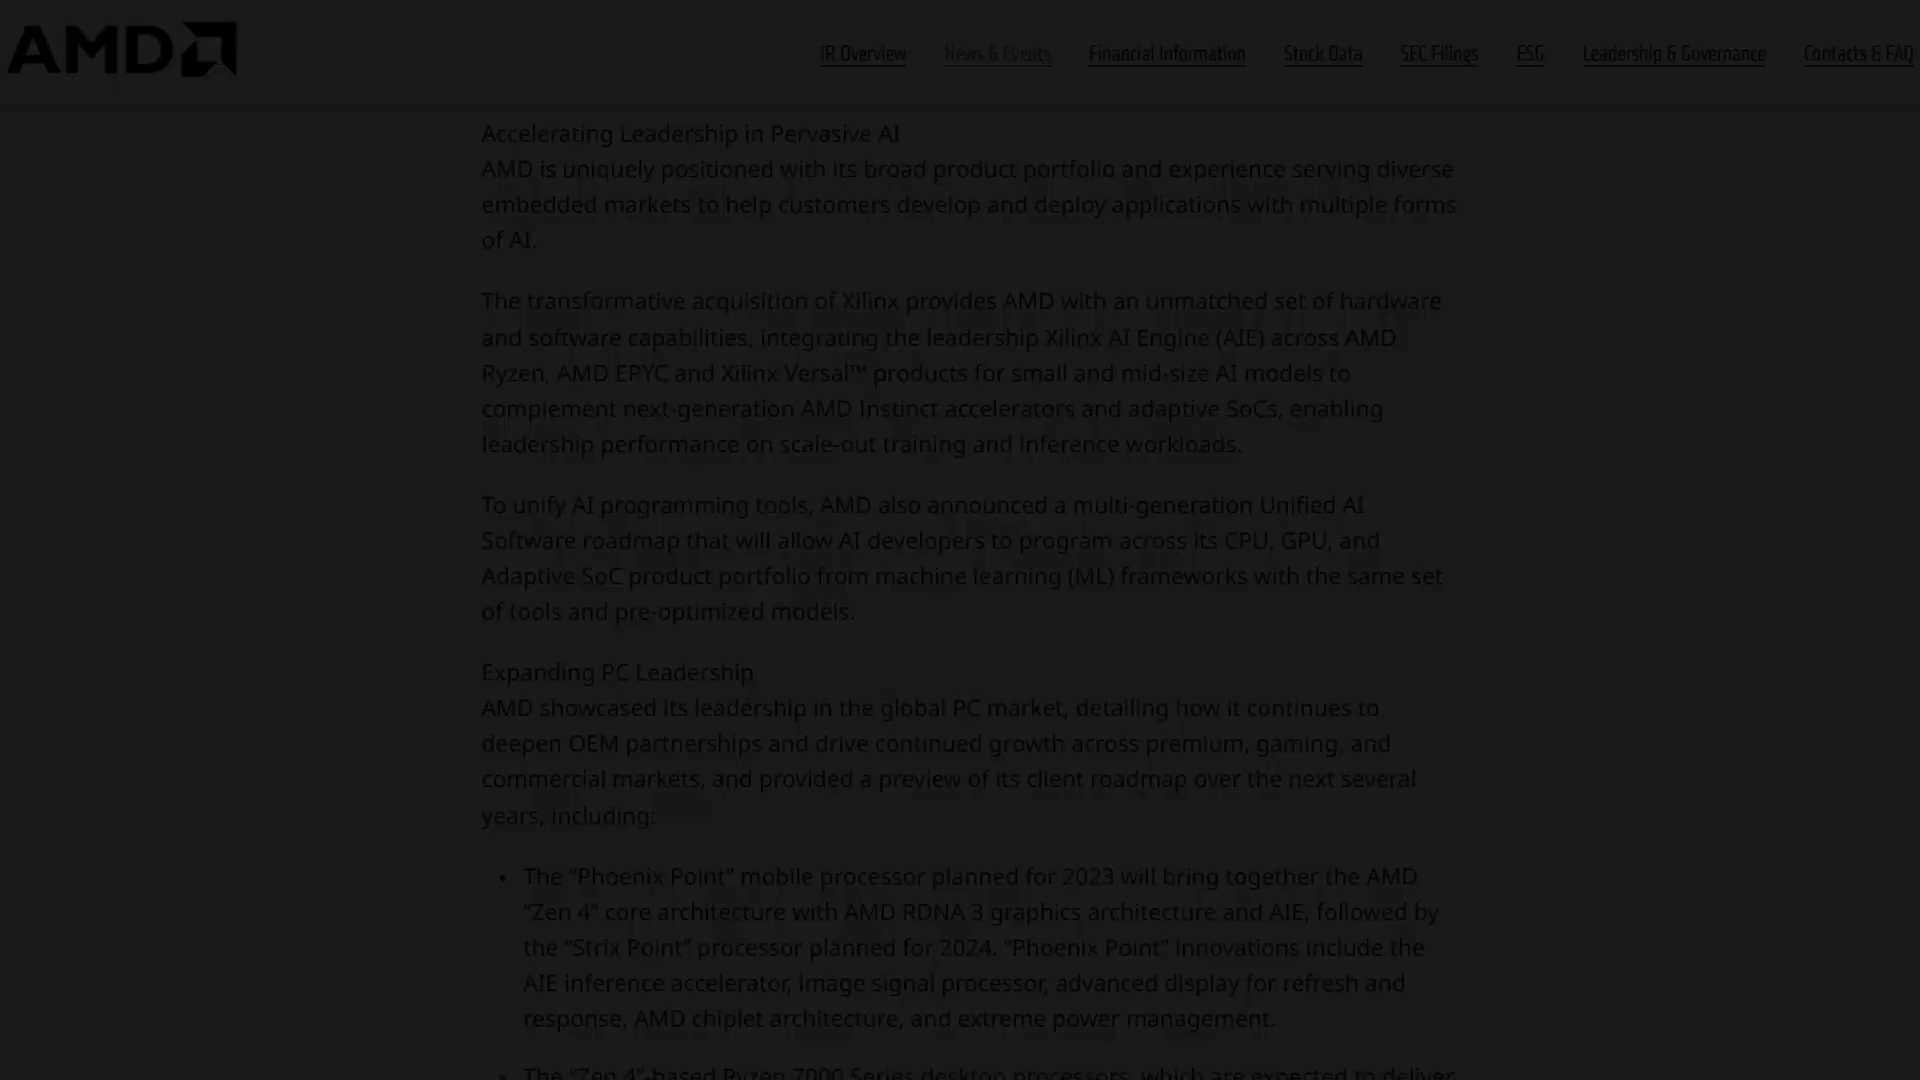 AMD
IR Overview News & Events Financial Information Stock Data SEC Filings ESG Leadership & Governance Contacts & FAQ
Accelerating Leadership in Pervasive AI
AMD is uniquely positioned with its broad product portfolio and experience serving diverse
embedded markets to help customers develop and deploy applications with multiple forms
of AI.
The transformative acquisition of Xilinx provides AMD with an unmatched set of hardware
and software capabilities, integrating the leadership Xilinx AI Engine (AIE) across AMD
Ryzen, AMD EPYC and Xilinx Versal™ products for small and mid-size AI models to
complement next-generation AMD Instinct accelerators and adaptive SoCs, enabling
leadership performance on scale-out training and inference workloads.
To unify AI programming tools, AMD also announced a multi-generation Unified AI
Software roadmap that will allow AI developers to program across its CPU, GPU, and
Adaptive SoC product portfolio from machine learning (ML) frameworks with the same set
of tools and pre-optimized models.
Expanding PC Leadership
AMD showcased its leadership in the global PC market, detailing how it continues to
deepen OEM partnerships and drive continued growth across premium, gaming, and
commercial markets, and provided a preview of its client roadmap over the next several
years, including:
• The “Phoenix Point” mobile processor planned for 2023 will bring together the AMD
“Zen 4” core architecture with AMD RDNA 3 graphics architecture and AIE, followed by
the “Strix Point” processor planned for 2024. “Phoenix Point” innovations include the
AIE inference accelerator, image signal processor, advanced display for refresh and
response, AMD chiplet architecture, and extreme power management.
• The “Zen 4”-based Ryzen 7000 Series desktop processors, which are expected to deliver